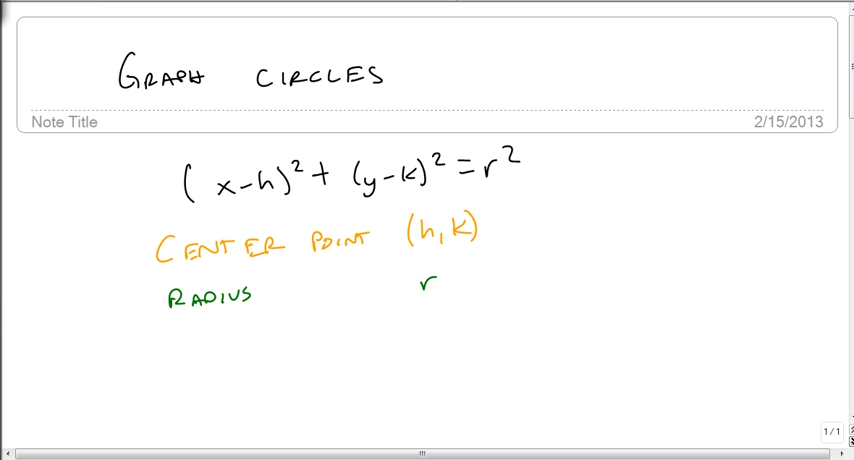 GRAPH CIRCLES
Note Title 2/15/2013
(x-h)² + (y-k)² = r²
CENTER POINT (h, k)
RADIUS r
1/1